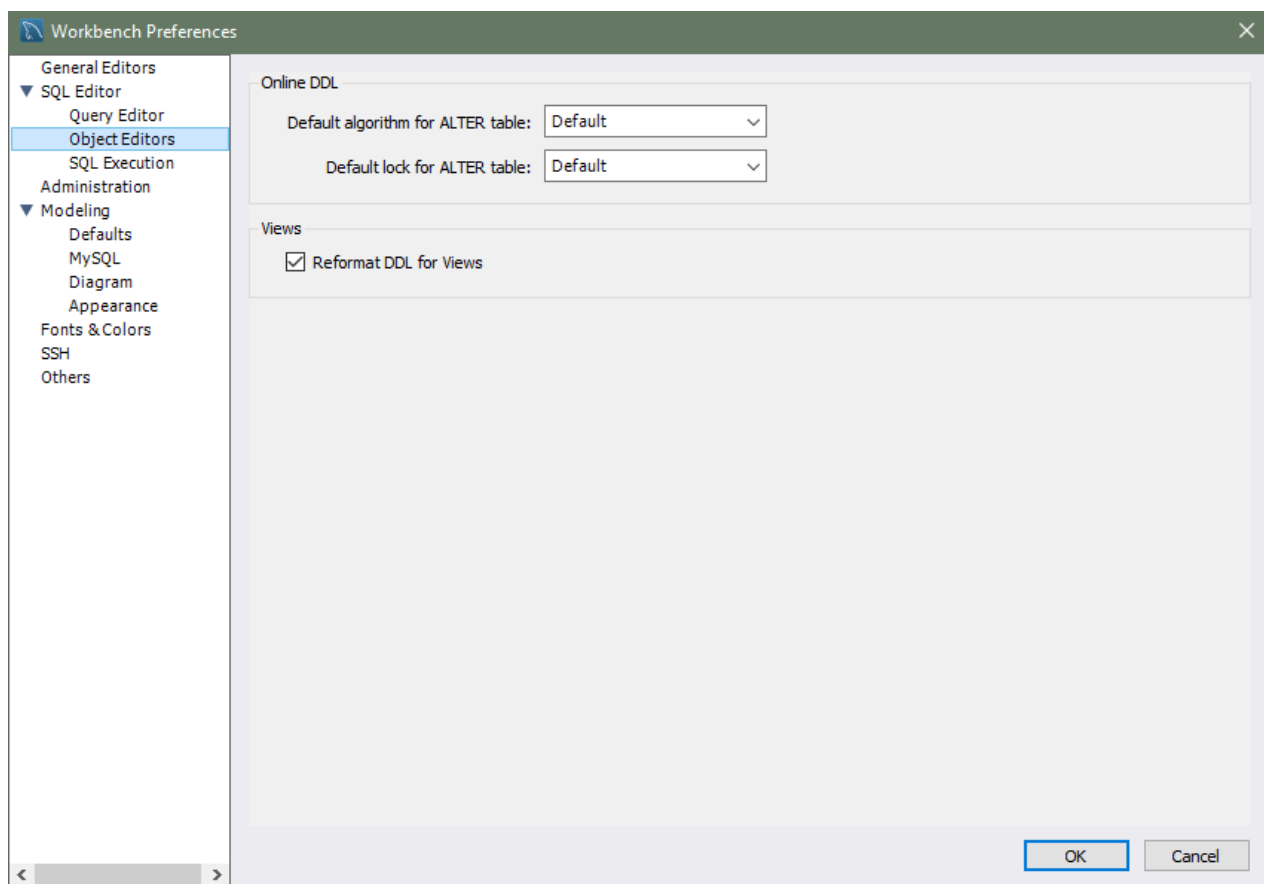 Workbench Preferences
General Editors
SQL Editor
Query Editor
Object Editors
SQL Execution
Administration
Modeling
Defaults
MySQL
Diagram
Appearance
Fonts & Colors
SSH
Others
Online DDL
Default algorithm for ALTER table: Default
Default lock for ALTER table: Default
Views
Reformat DDL for Views
OK Cancel